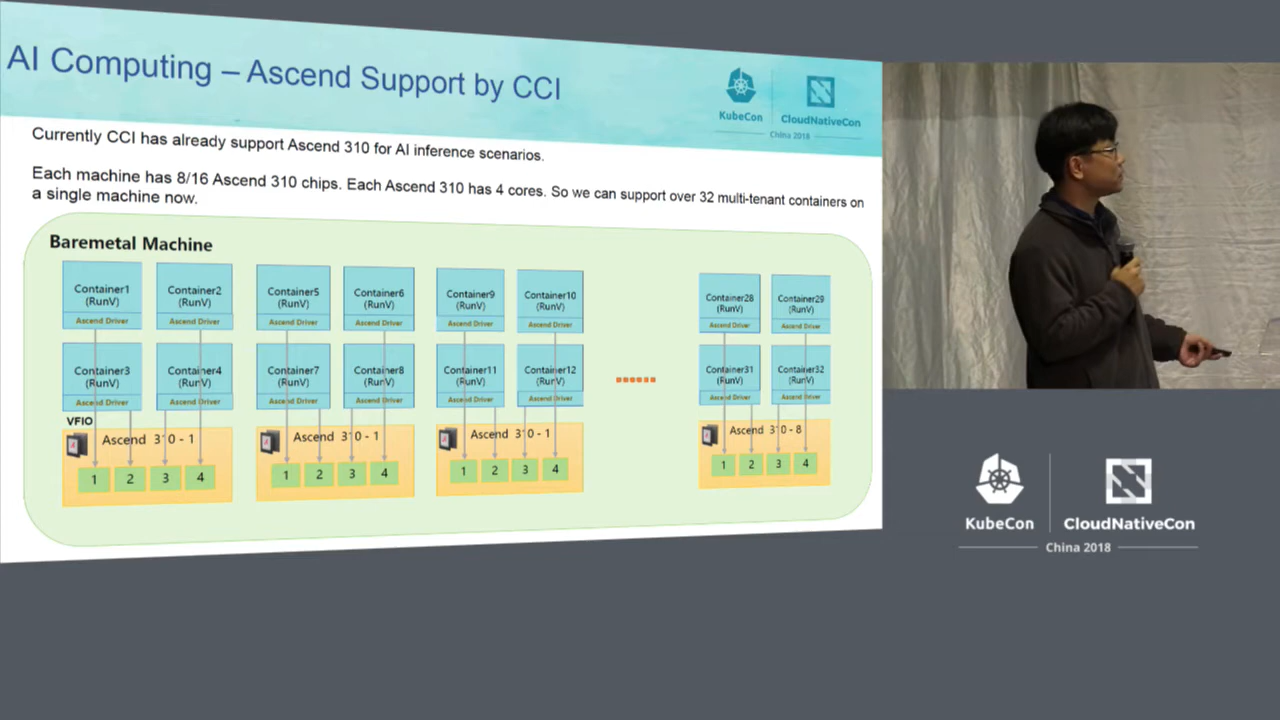 AI Computing – Ascend Support by CCI
KubeCon
CloudNativeCon
China 2018
Currently CCI has already support Ascend 310 for AI inference scenarios.
Each machine has 8/16 Ascend 310 chips. Each Ascend 310 has 4 cores. So we can support over 32 multi-tenant containers on
a single machine now.
Baremetal Machine
Container1
(RunV)
Ascend Driver
Container2
(RunV)
Ascend Driver
Container5
(RunV)
Ascend Driver
Container6
(RunV)
Ascend Driver
Container9
(RunV)
Ascend Driver
Container10
(RunV)
Ascend Driver
Container28
(RunV)
Ascend Driver
Container29
(RunV)
Ascend Driver
Container3
(RunV)
Ascend Driver
Container4
(RunV)
Ascend Driver
Container7
(RunV)
Ascend Driver
Container8
(RunV)
Ascend Driver
Container11
(RunV)
Ascend Driver
Container12
(RunV)
Ascend Driver
......
Container31
(RunV)
Ascend Driver
Container32
(RunV)
Ascend Driver
VFIO
Ascend 310 - 1
1 2 3 4
Ascend 310 - 1
1 2 3 4
Ascend 310 - 1
1 2 3 4
Ascend 310 - 8
1 2 3 4
KubeCon
CloudNativeCon
China 2018